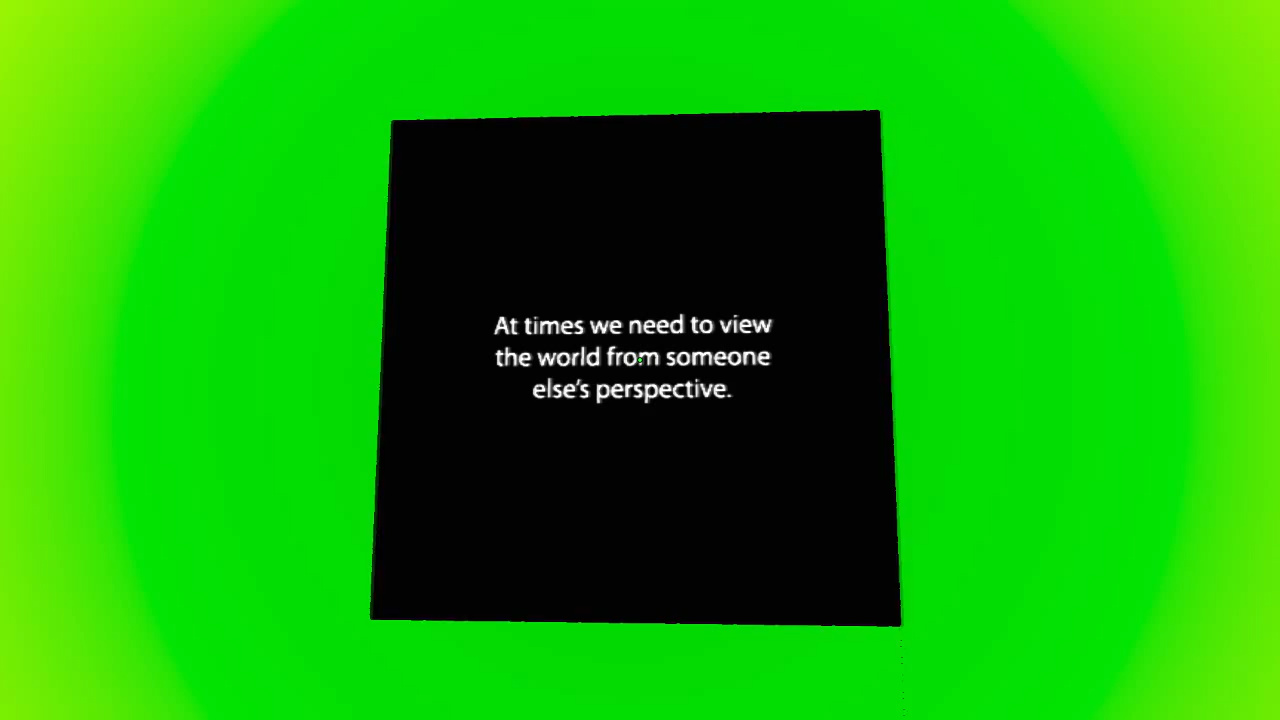 At times we need to view
the world from someone
else's perspective.